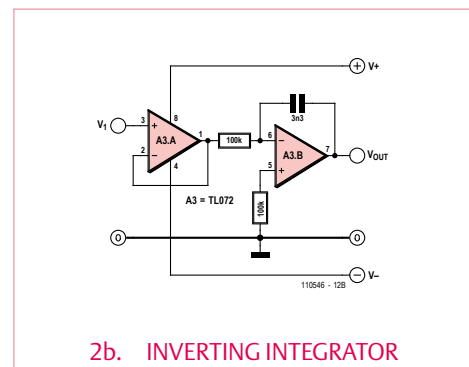 V+
3n3
8
V1
3
+
A3.A
1
100k
6
–
7
A3.B
VOUT
2
–
4
5
+
A3 = TL072
100k
0
0
V–
110546 - 12B
2b. INVERTING INTEGRATOR